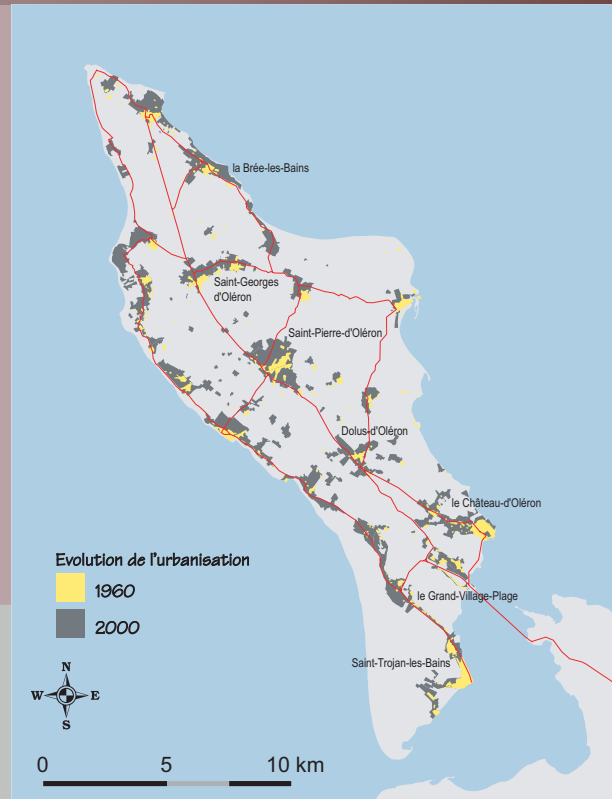 la Brée-les-Bains
Saint-Georges
d'Oléron
Saint-Pierre-d'Oléron
Dolus-d'Oléron
le Château-d'Oléron
Evolution de l'urbanisation
1960
2000
le Grand-Village-Plage
Saint-Trojan-les-Bains
N
W E
S
0 5 10 km